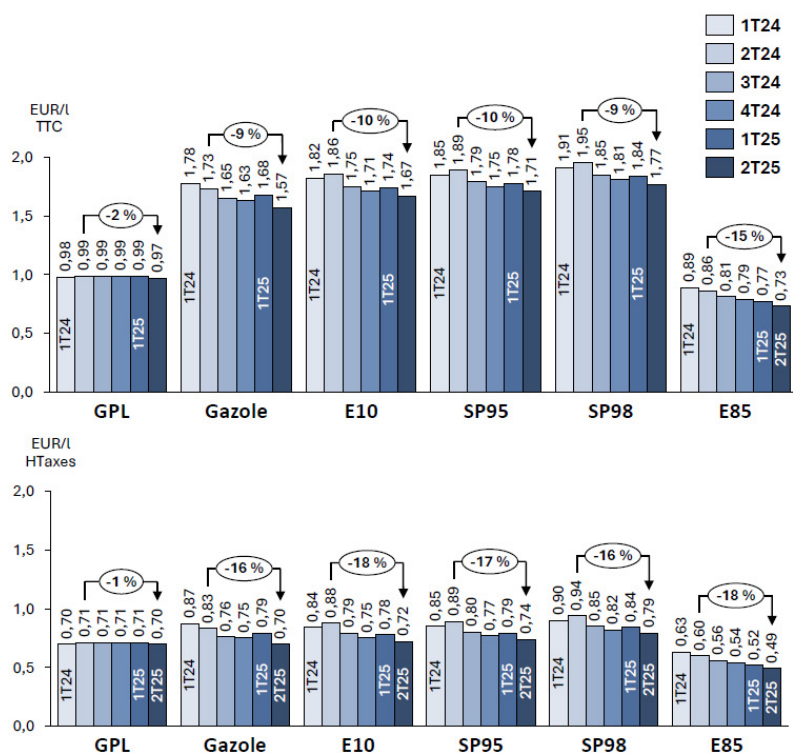 1T24
2T24
3T24
4T24
1T25
2T25
EUR/l
TTC
2,0
1,5
1,0
0,5
0,0
-2 %
0,98 0,99 0,99 0,99 0,99 0,97
1T24 1T25
GPL
-9 %
1,78 1,73 1,65 1,63 1,68 1,57
1T24 1T25
Gazole
-10 %
1,82 1,86 1,75 1,71 1,74 1,67
E10
-10 %
1,85 1,89 1,79 1,75 1,78 1,71
1T24 1T25
SP95
-9 %
1,91 1,95 1,85 1,81 1,84 1,77
1T24 1T25
SP98
-15 %
0,89 0,86 0,81 0,79 0,77 0,73
1T24 1T25 2T25
E85
EUR/l
HTaxes
2,0
1,5
1,0
0,5
0,0
-1 %
0,70 0,71 0,71 0,71 0,71 0,70
1T24 1T25 2T25
GPL
-16 %
0,87 0,83 0,76 0,75 0,79 0,70
1T24 1T25 2T25
Gazole
-18 %
0,84 0,88 0,79 0,75 0,78 0,72
1T24 1T25 2T25
E10
-17 %
0,85 0,89 0,80 0,77 0,79 0,74
1T24 1T25 2T25
SP95
-16 %
0,90 0,94 0,85 0,82 0,84 0,79
1T24 1T25 2T25
SP98
-18 %
0,63 0,60 0,56 0,54 0,52 0,49
1T24 1T25 2T25
E85